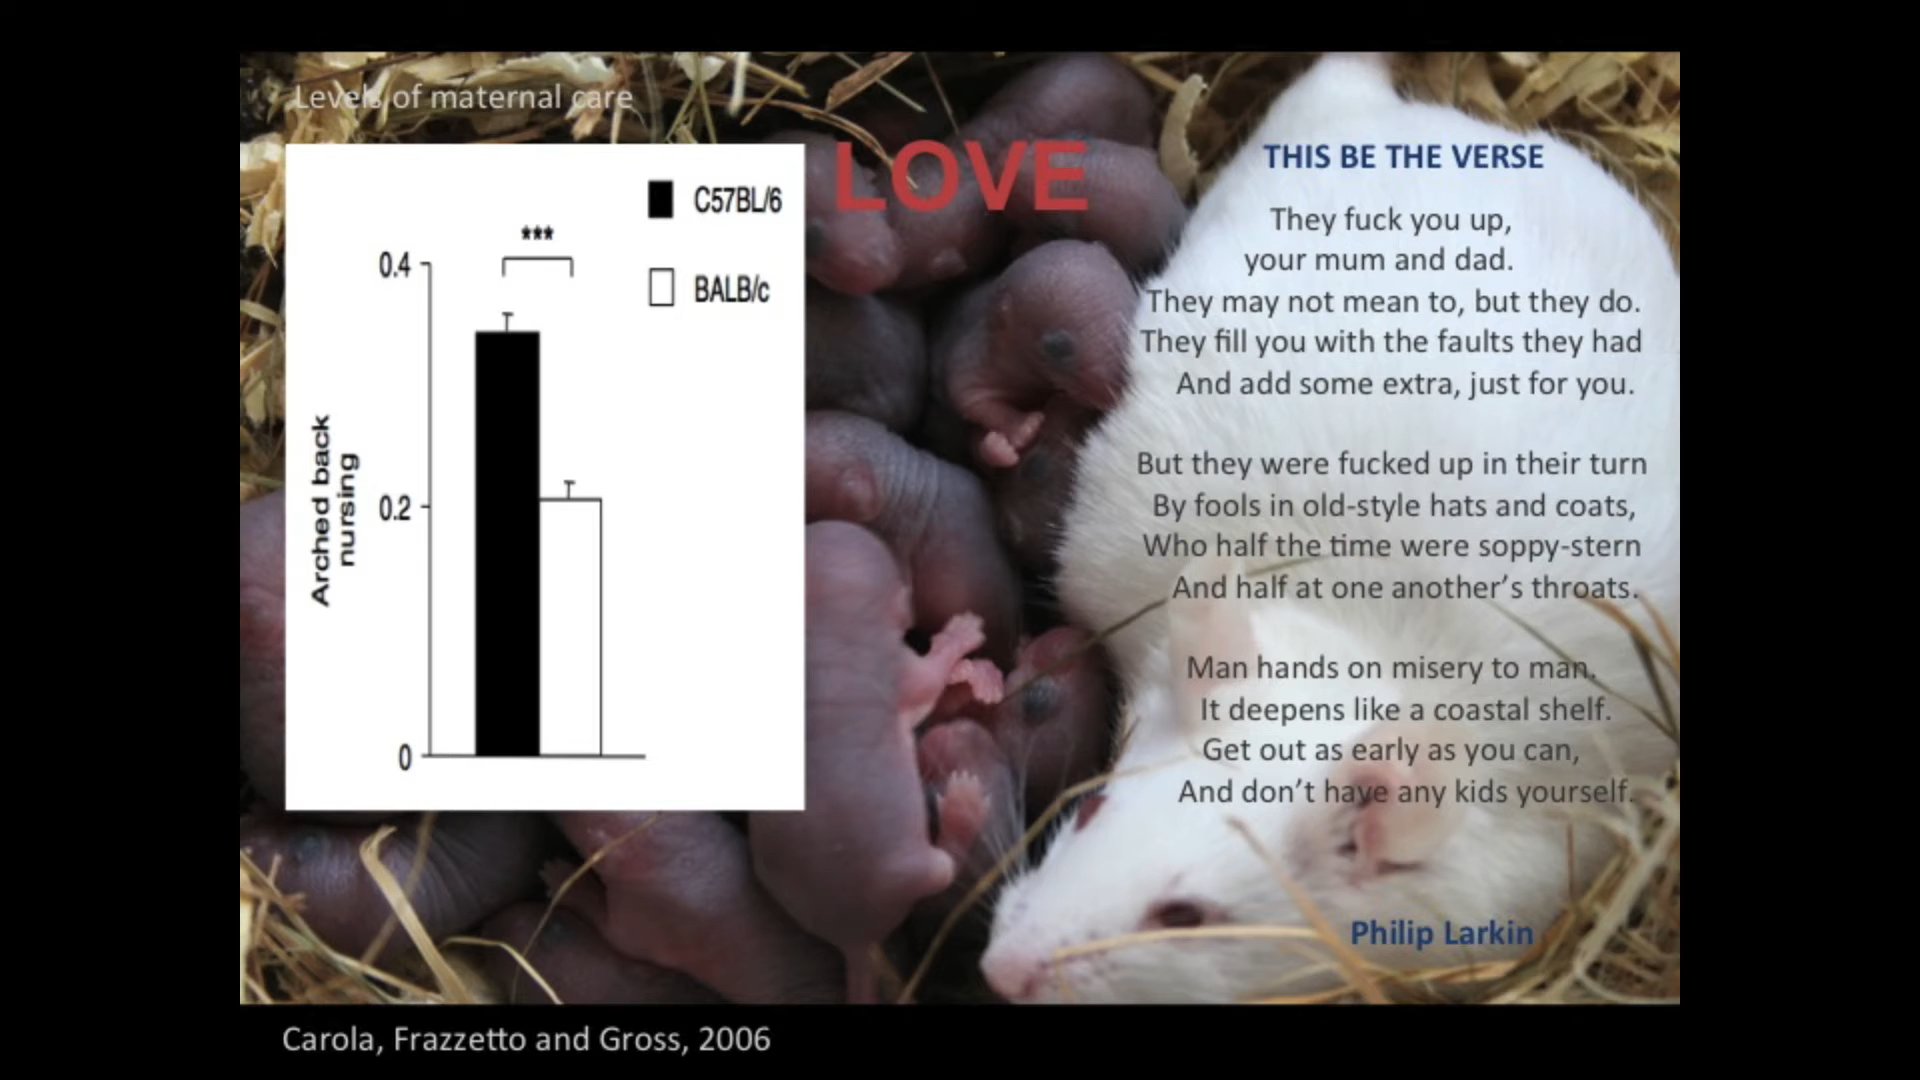 Levels of maternal care
C57BL/6
BALB/c
***
0.4
0.2
0
Arched back
nursing
LOVE
THIS BE THE VERSE
They fuck you up,
your mum and dad.
They may not mean to, but they do.
They fill you with the faults they had
And add some extra, just for you.
But they were fucked up in their turn
By fools in old-style hats and coats,
Who half the time were soppy-stern
And half at one another’s throats.
Man hands on misery to man.
It deepens like a coastal shelf.
Get out as early as you can,
And don’t have any kids yourself.
Philip Larkin
Carola, Frazzetto and Gross, 2006